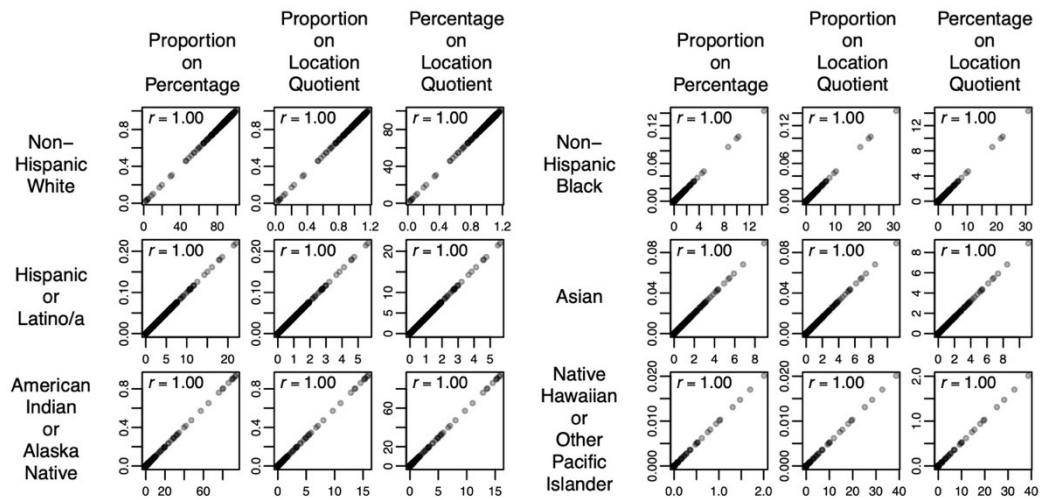 Proportion
on
Percentage
Proportion
on
Location
Quotient
Percentage
on
Location
Quotient
Non−
Hispanic
White
r = 1.00
0.0 0.4 0.8
0 40 80
r = 1.00
0.0 0.4 0.8
0.0 0.4 0.8 1.2
r = 1.00
0 40 80
0.0 0.4 0.8 1.2
Hispanic
or
Latino/a
r = 1.00
0.00 0.10 0.20
0 5 10 20
r = 1.00
0.00 0.10 0.20
0 1 2 3 4 5
r = 1.00
0 5 10 20
0 1 2 3 4 5
American
Indian
or
Alaska
Native
r = 1.00
0.0 0.4 0.8
0 20 60
r = 1.00
0.0 0.4 0.8
0 5 10 15
r = 1.00
0 20 60
0 5 10 15
Proportion
on
Percentage
Proportion
on
Location
Quotient
Percentage
on
Location
Quotient
Non−
Hispanic
Black
r = 1.00
0.00 0.06 0.12
0 4 8 12
r = 1.00
0.00 0.06 0.12
0 5 10 20 30
r = 1.00
0 4 8 12
0 5 10 20 30
Asian
r = 1.00
0.00 0.04 0.08
0 2 4 6 8
r = 1.00
0.00 0.04 0.08
0 2 4 6 8
r = 1.00
0 2 4 6 8
0 2 4 6 8
Native
Hawaiian
or
Other
Pacific
Islander
r = 1.00
0.000 0.010 0.020
0.0 0.5 1.0 1.5 2.0
r = 1.00
0.000 0.010 0.020
0 10 20 30 40
r = 1.00
0.0 1.0 2.0
0 10 20 30 40